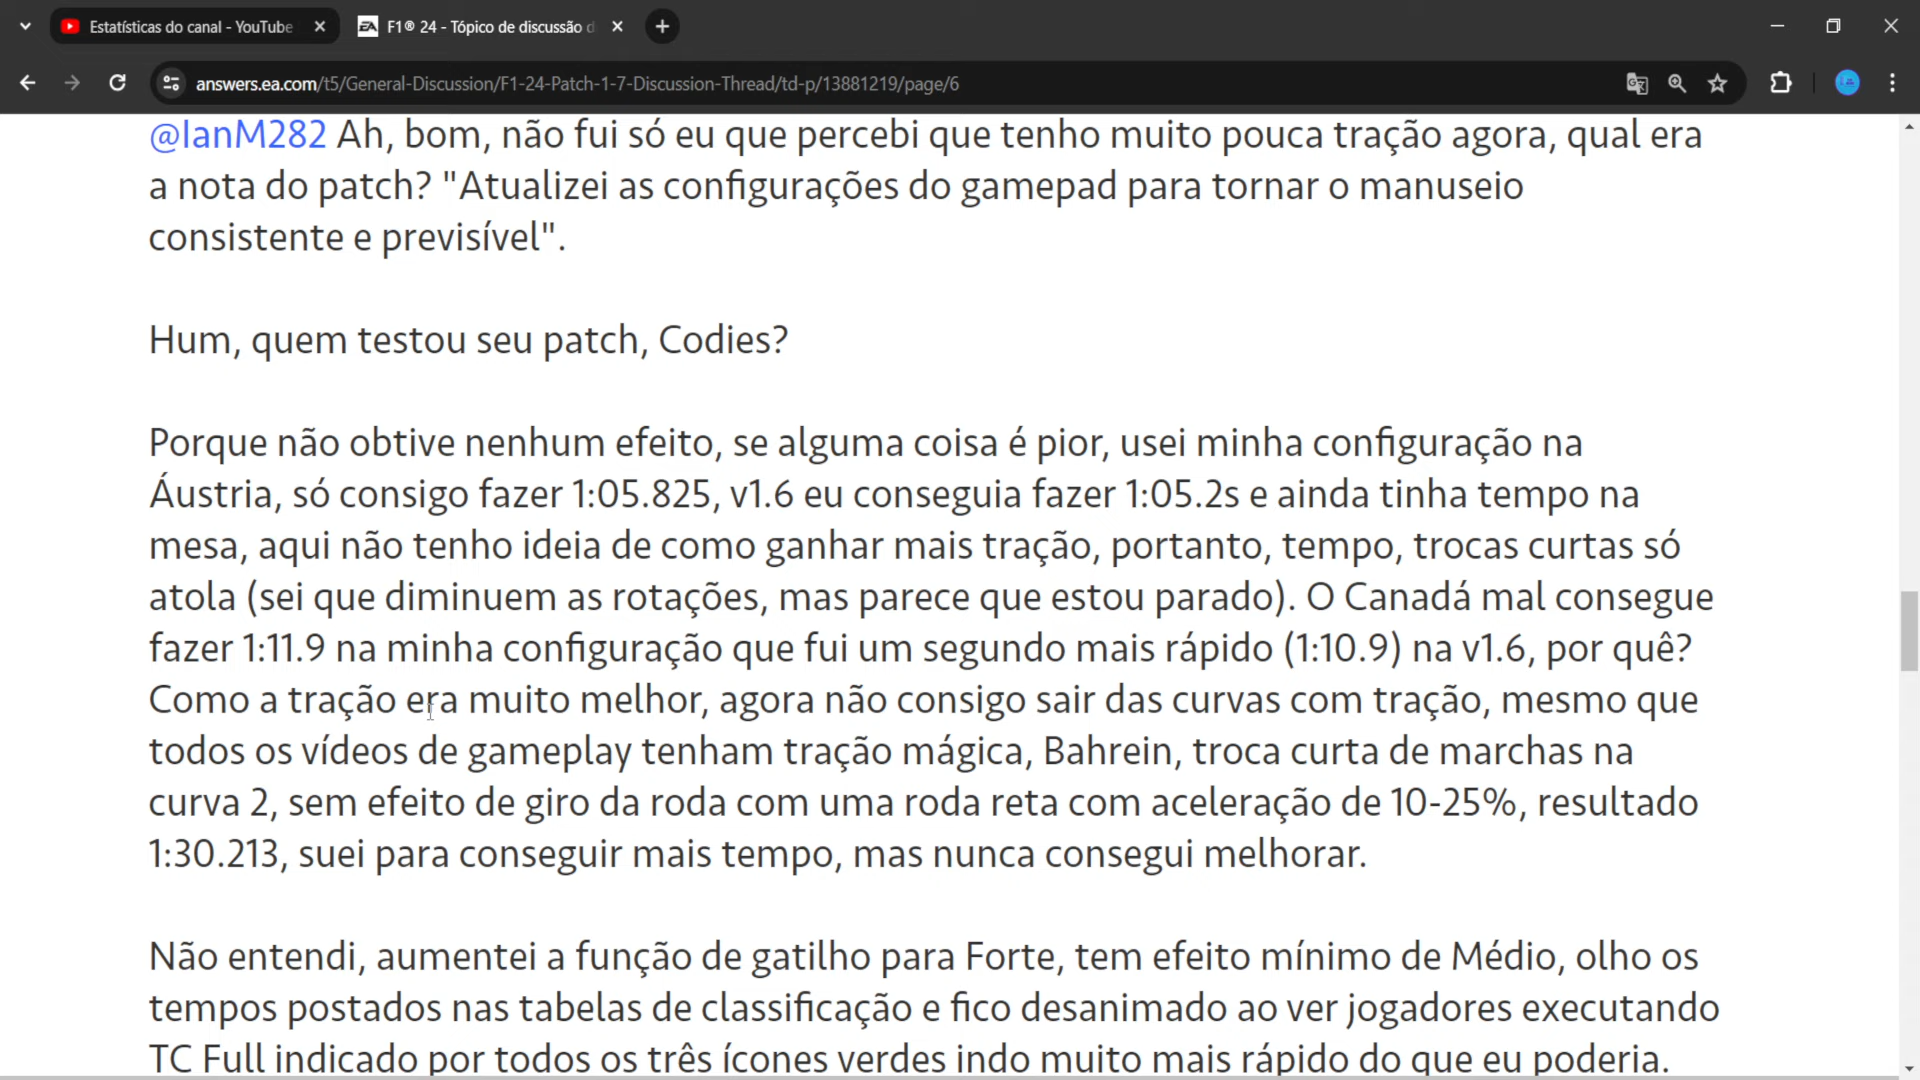 Estatísticas do canal - YouTube
F1® 24 - Tópico de discussão d
answers.ea.com/t5/General-Discussion/F1-24-Patch-1-7-Discussion-Thread/td-p/13881219/page/6
@IanM282 Ah, bom, não fui só eu que percebi que tenho muito pouca tração agora, qual era
a nota do patch? "Atualizei as configurações do gamepad para tornar o manuseio
consistente e previsível".
Hum, quem testou seu patch, Codies?
Porque não obtive nenhum efeito, se alguma coisa é pior, usei minha configuração na
Áustria, só consigo fazer 1:05.825, v1.6 eu conseguia fazer 1:05.2s e ainda tinha tempo na
mesa, aqui não tenho ideia de como ganhar mais tração, portanto, tempo, trocas curtas só
atola (sei que diminuem as rotações, mas parece que estou parado). O Canadá mal consegue
fazer 1:11.9 na minha configuração que fui um segundo mais rápido (1:10.9) na v1.6, por quê?
Como a tração era muito melhor, agora não consigo sair das curvas com tração, mesmo que
todos os vídeos de gameplay tenham tração mágica, Bahrein, troca curta de marchas na
curva 2, sem efeito de giro da roda com uma roda reta com aceleração de 10-25%, resultado
1:30.213, suei para conseguir mais tempo, mas nunca consegui melhorar.
Não entendi, aumentei a função de gatilho para Forte, tem efeito mínimo de Médio, olho os
tempos postados nas tabelas de classificação e fico desanimado ao ver jogadores executando
TC Full indicado por todos os três ícones verdes indo muito mais rápido do que eu poderia.